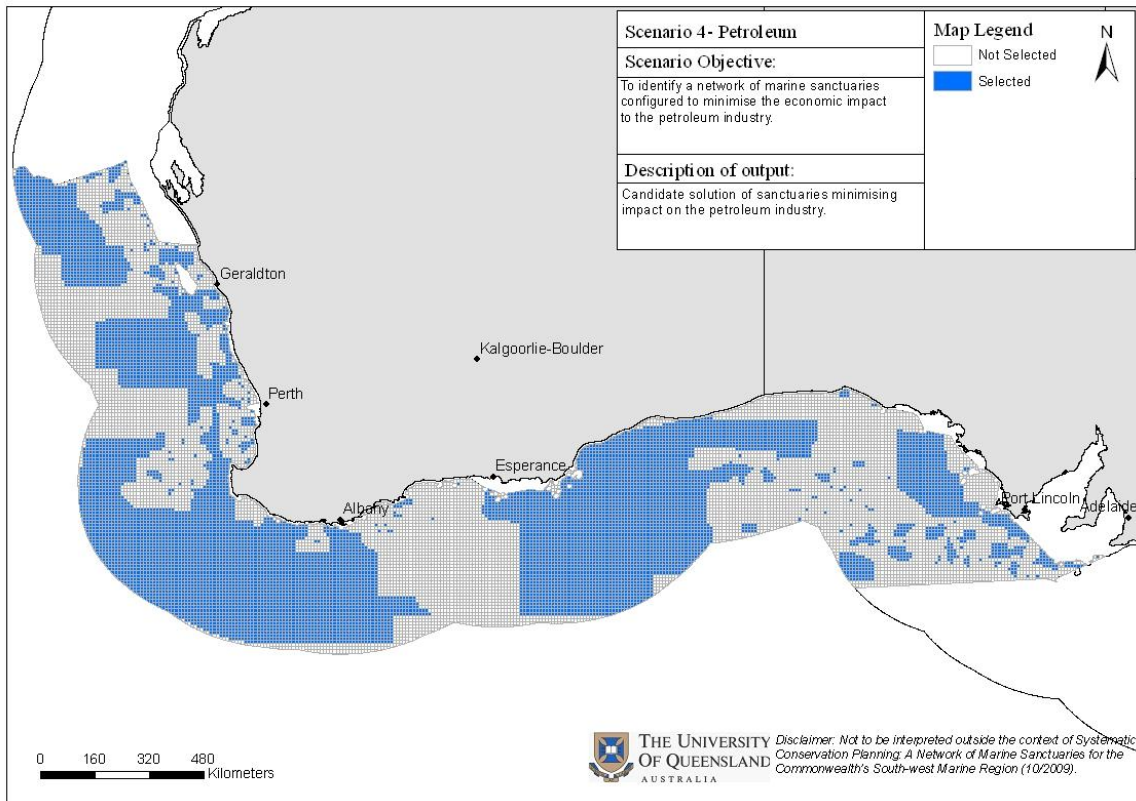 Scenario 4- Petroleum
Scenario Objective:
To identify a network of marine sanctuaries
configured to minimise the economic impact
to the petroleum industry.
Description of output:
Candidate solution of sanctuaries minimising
impact on the petroleum industry.
Map Legend
Not Selected
Selected
N
Geraldton
Kalgoorlie-Boulder
Perth
Esperance
Albany
Port Lincoln
Adelaide
0 160 320 480
Kilometers
THE UNIVERSITY
OF QUEENSLAND
AUSTRALIA
Disclaimer: Not to be interpreted outside the context of Systematic
Conservation Planning: A Network of Marine Sanctuaries for the
Commonwealth's South-west Marine Region (10/2009).